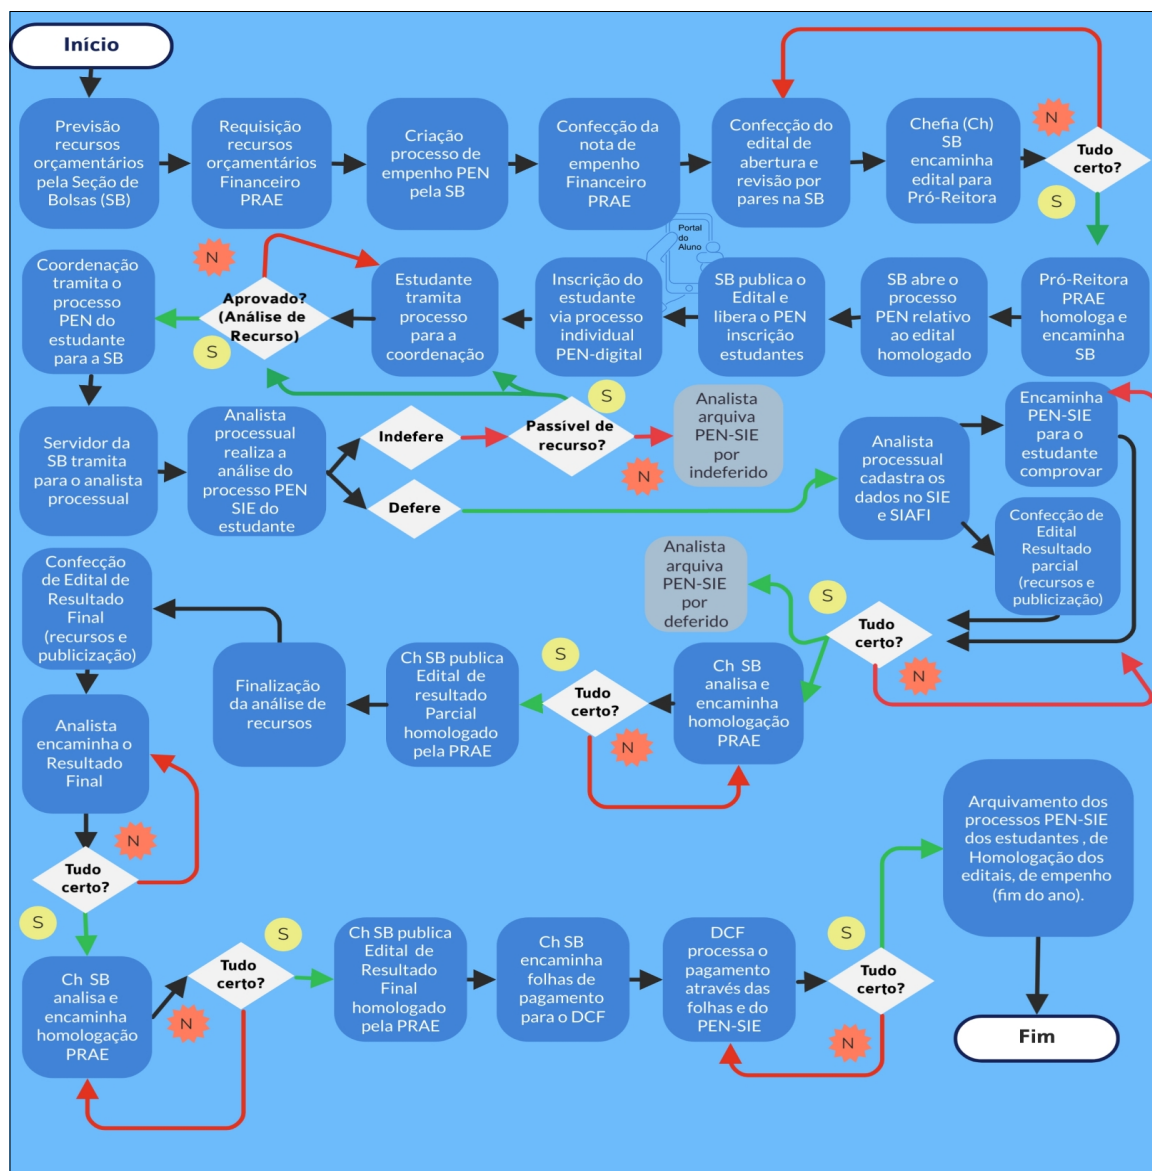 Início
Previsão
recursos
orçamentários
pela Seção de
Bolsas (SB)
Requisição
recursos
orçamentários
Financeiro
PRAE
Criação
processo de
empenho PEN
pela SB
Confecção da
nota de
empenho
Financeiro
PRAE
Confecção do
edital de
abertura e
revisão por
pares na SB
Chefia (Ch)
SB
encaminha
edital para
Pró-Reitora
N
Tudo
certo?
S
Coordenação
tramita o
processo
PEN do
estudante
para a SB
N
Aprovado?
(Análise de
Recurso)
S
Estudante
tramita
processo
para a
coordenação
Inscrição do
estudante
via processo
individual
PEN-digital
Portal
do
Aluno
SB publica o
Edital e
libera o PEN
inscrição
estudantes
SB abre o
processo
PEN relativo
ao edital
homologado
Pró-Reitora
PRAE
homologa e
encaminha
SB
Servidor da
SB tramita
para o analista
processual
Analista
processual
realiza a
análise do
processo PEN
SIE do
estudante
Indefere
Defere
S
Passível de
recurso?
N
Analista
arquiva
PEN-SIE
por
indeferido
Analista
processual
cadastra os
dados no SIE
e SIAFI
Encaminha
PEN-SIE
para o
estudante
comprovar
Confecção de
Edital
Resultado
parcial
(recursos e
publicização)
Confecção
de Edital de
Resultado
Final
(recursos e
publicização)
Finalização
da análise de
recursos
Ch SB publica
Edital de
resultado
Parcial
homologado
pela PRAE
S
Tudo
certo?
N
Analista
arquiva
PEN-SIE
por
deferido
Ch SB
analisa e
encaminha
homologação
PRAE
S
Tudo
certo?
N
Analista
encaminha o
Resultado
Final
N
Tudo
certo?
S
Ch SB
analisa e
encaminha
homologação
PRAE
S
Tudo
certo?
N
Ch SB publica
Edital de
Resultado
Final
homologado
pela PRAE
Ch SB
encaminha
folhas de
pagamento
para o DCF
DCF
processa o
pagamento
através das
folhas e do
PEN-SIE
S
Tudo
certo?
N
Arquivamento dos
processos PEN-SIE
dos estudantes , de
Homologação dos
editais, de empenho
(fim do ano).
Fim